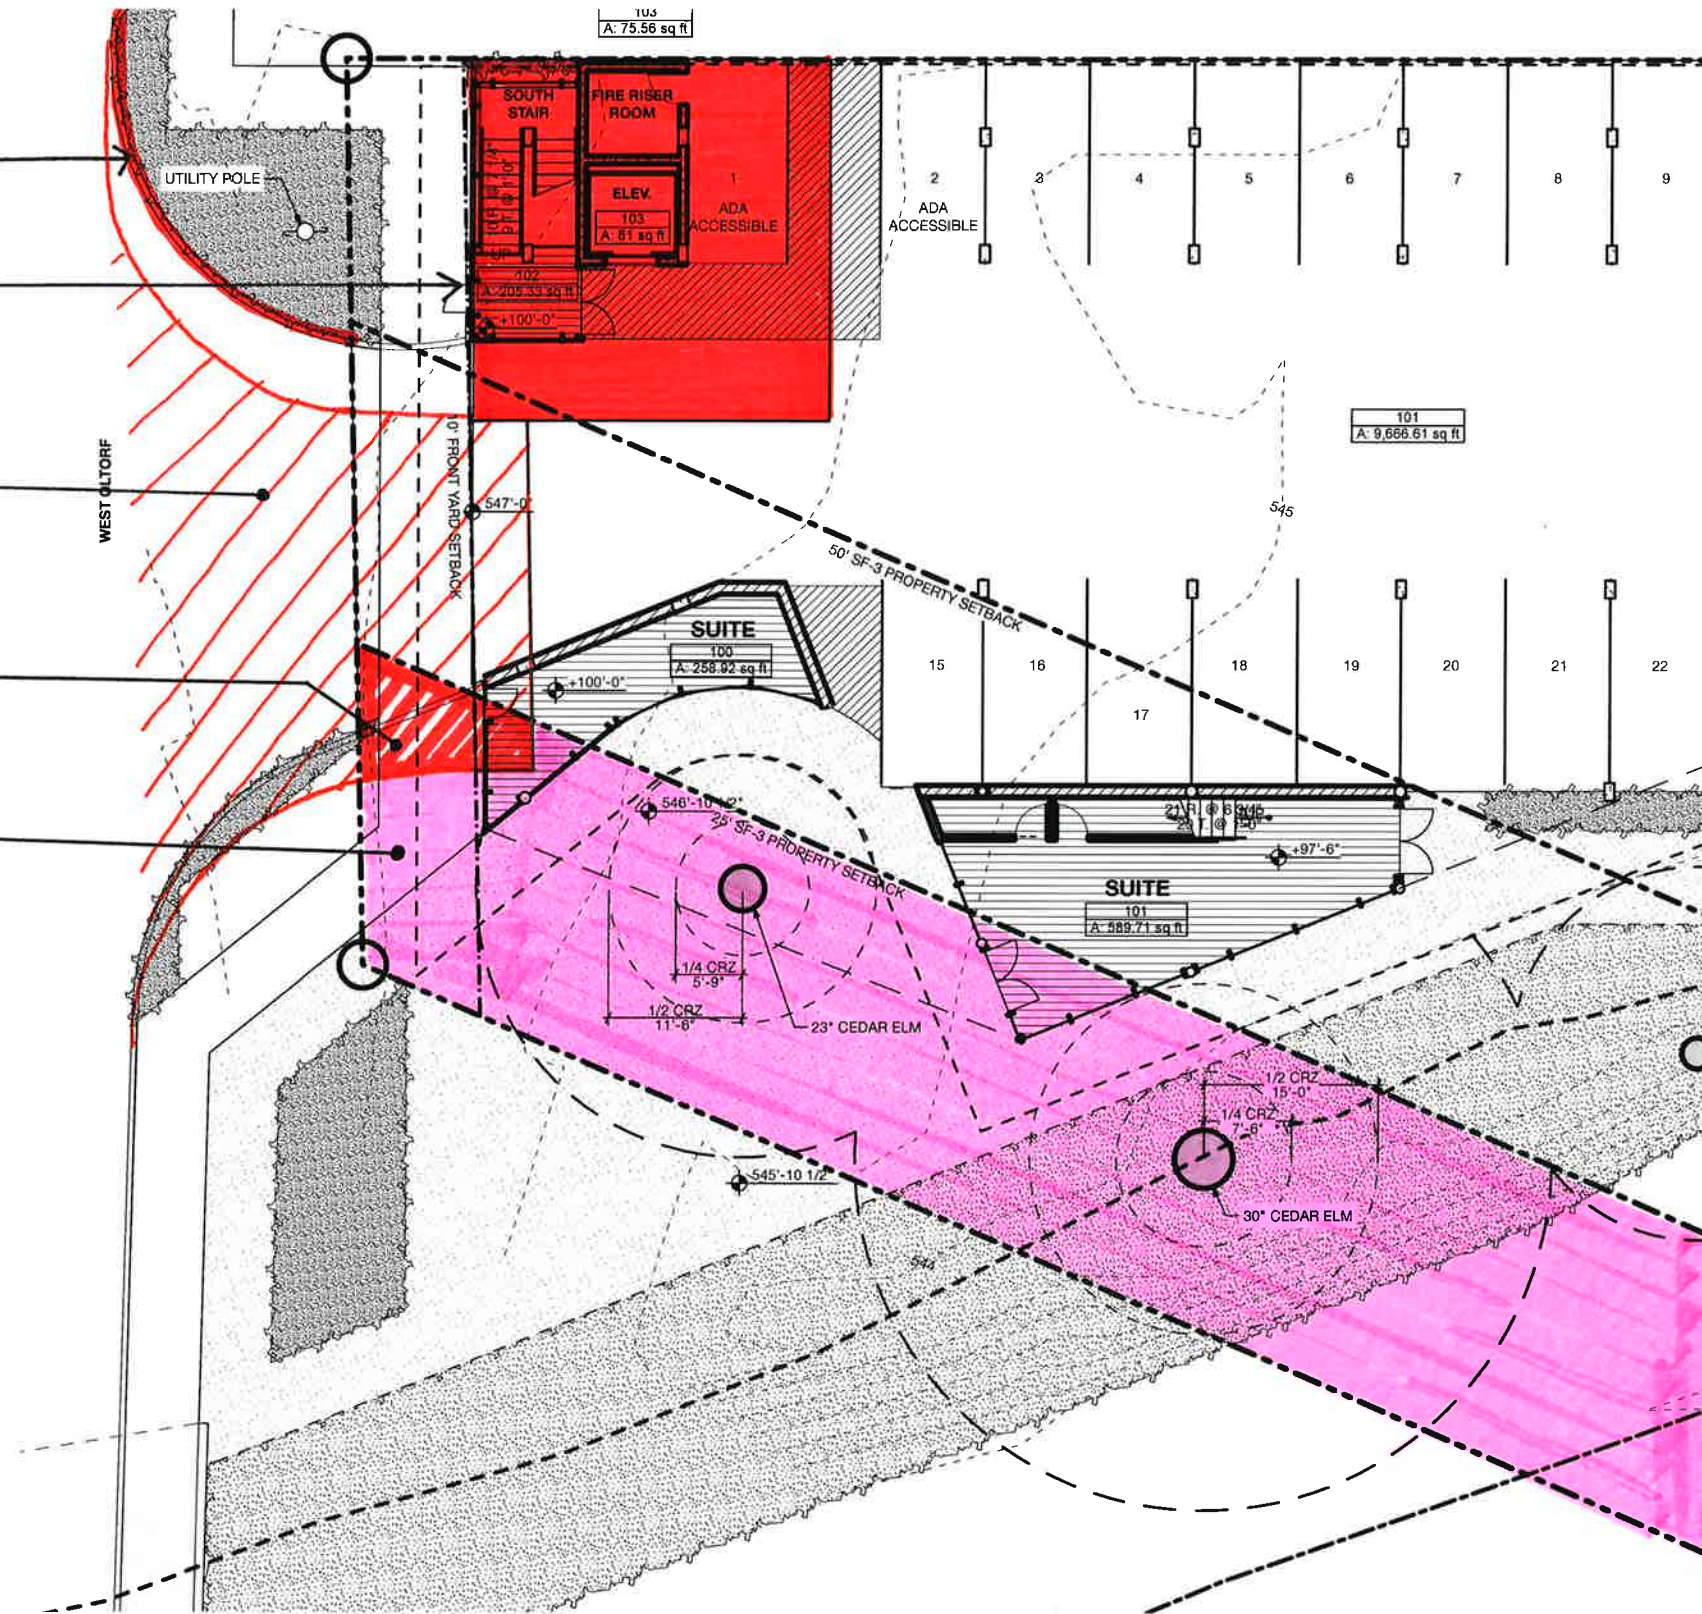 103
A: 75.56 sq ft
SOUTH
STAIR
FIRE RISER
ROOM
UTILITY POLE
ELEV.
103
A: 81 sq ft
1
ADA
ACCESSIBLE
2
ADA
ACCESSIBLE
3
4
5
6
7
8
9
102
A: 205.33 sq ft
+100'-0"
101
A: 9,666.61 sq ft
WEST OLTORF
10' FRONT YARD SETBACK
547'-0"
545
50' SF-3 PROPERTY SETBACK
SUITE
100
A: 258.92 sq ft
+100'-0"
15
16
17
18
19
20
21
22
546'-10 1/2"
25' SF-3 PROPERTY SETBACK
+97'-6"
SUITE
101
A: 589.71 sq ft
1/4 CRZ
5'-9"
1/2 CRZ
11'-6"
23" CEDAR ELM
1/2 CRZ
15'-0"
1/4 CRZ
7'-6"
545'-10 1/2"
30" CEDAR ELM
544